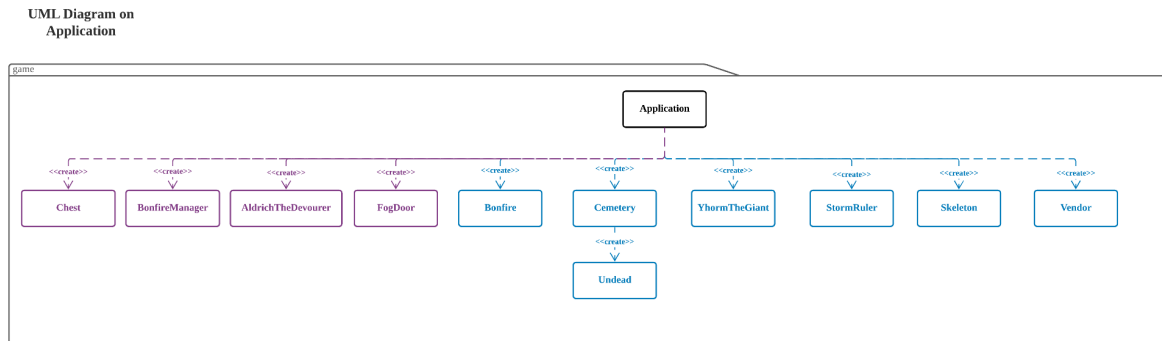 UML Diagram on
Application
game
Application
<<create>> <<create>> <<create>> <<create>> <<create>> <<create>> <<create>> <<create>> <<create>> <<create>>
Chest BonfireManager AldrichTheDevourer FogDoor Bonfire Cemetery YhormTheGiant StormRuler Skeleton Vendor
<<create>>
Undead